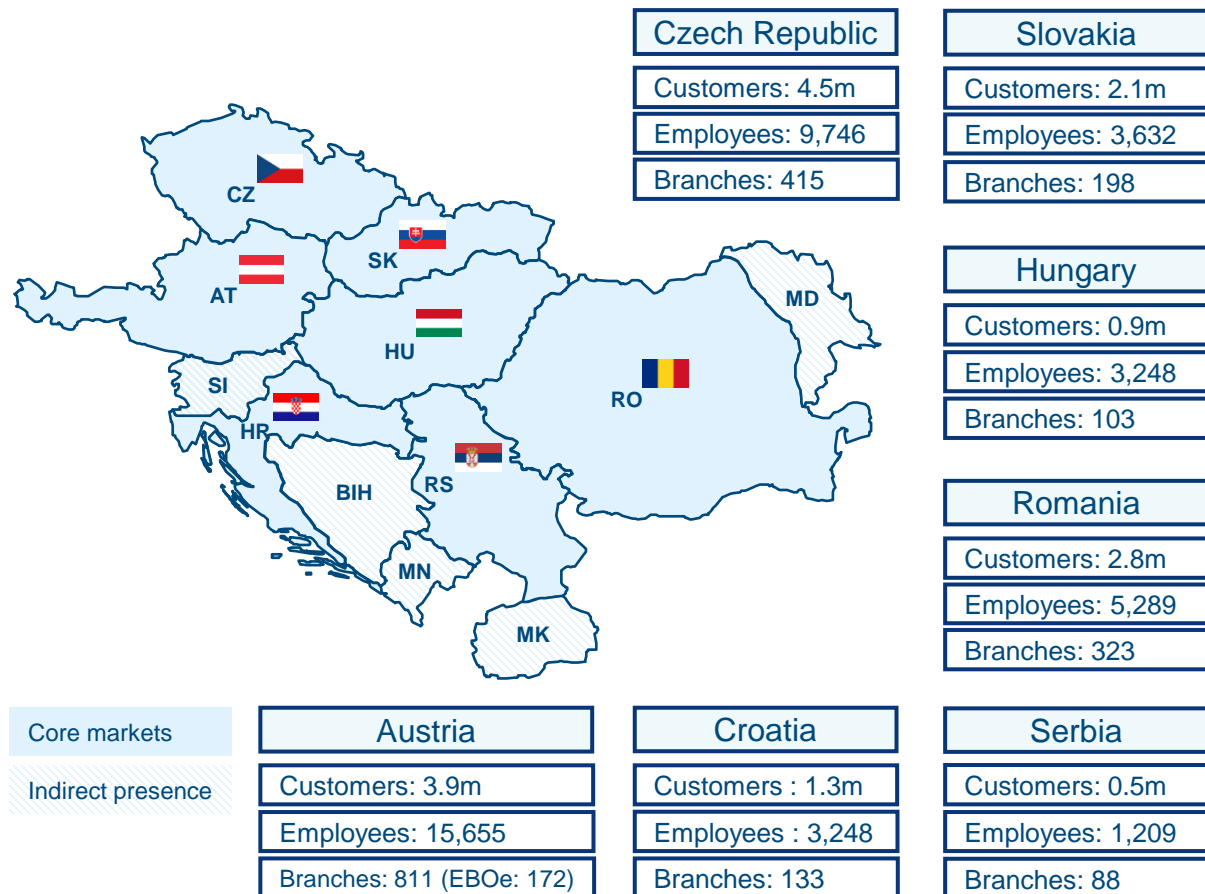 Czech Republic
Customers: 4.5m
Employees: 9,746
Branches: 415
Slovakia
Customers: 2.1m
Employees: 3,632
Branches: 198
Hungary
Customers: 0.9m
Employees: 3,248
Branches: 103
Romania
Customers: 2.8m
Employees: 5,289
Branches: 323
CZ
SK
AT
MD
HU
SI
RO
HR
RS
BIH
MN
MK
Core markets
Indirect presence
Austria
Customers: 3.9m
Employees: 15,655
Branches: 811 (EBOe: 172)
Croatia
Customers : 1.3m
Employees : 3,248
Branches: 133
Serbia
Customers: 0.5m
Employees: 1,209
Branches: 88